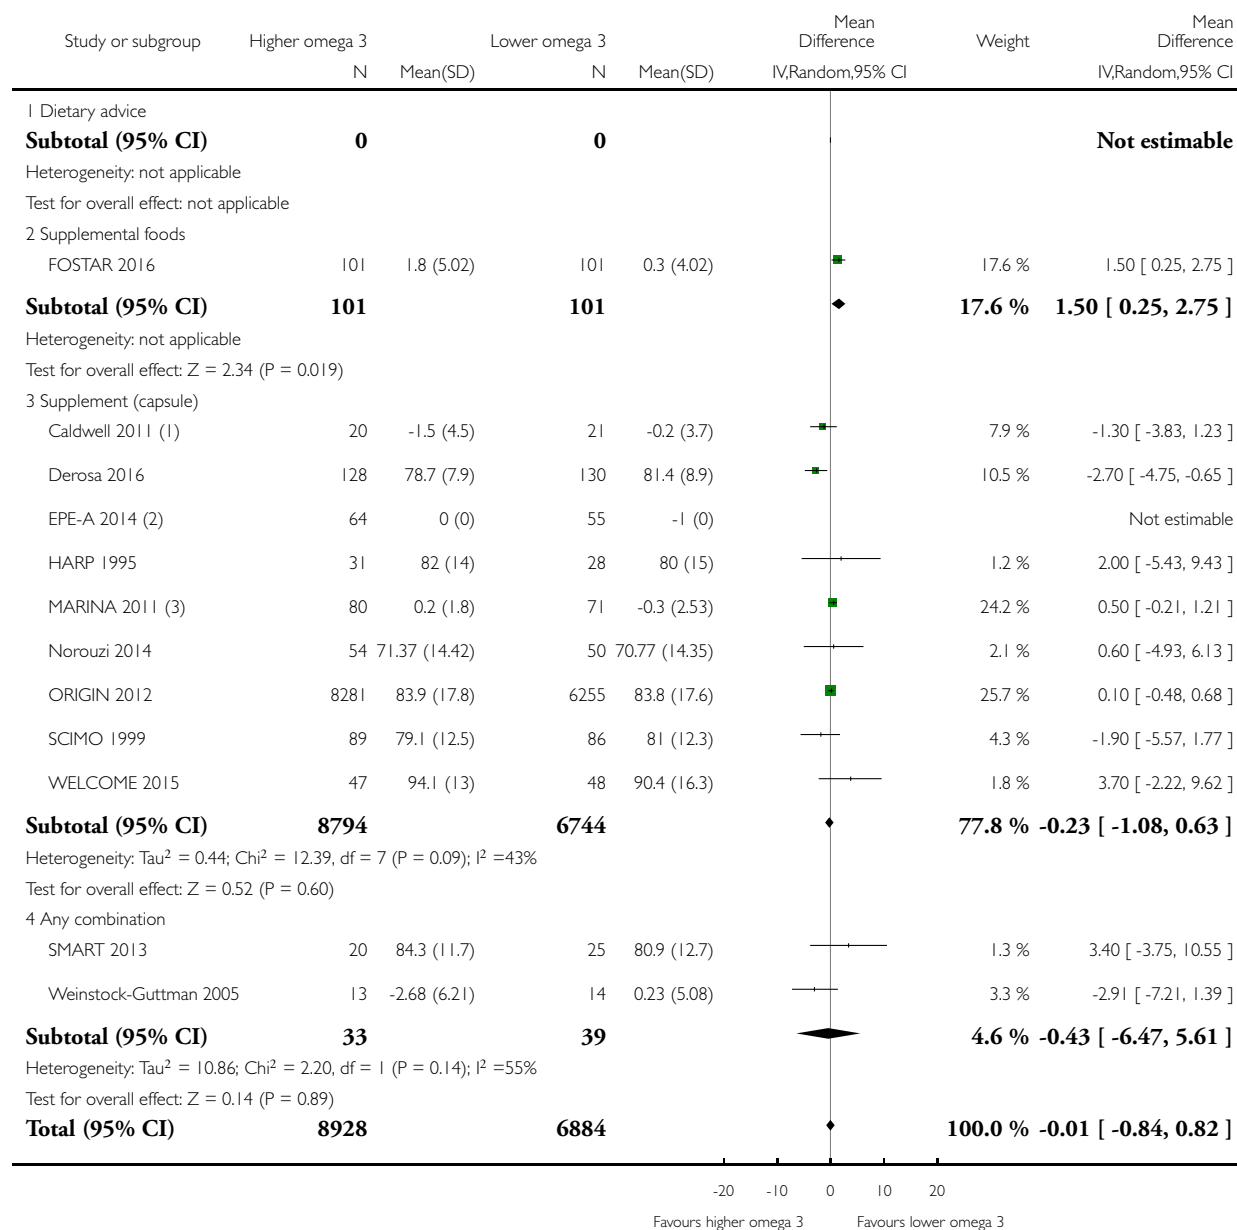 Study or subgroup Higher omega 3 Lower omega 3 Mean Difference Weight Mean Difference
N Mean(SD) N Mean(SD) IV,Random,95% CI IV,Random,95% CI
1 Dietary advice
Subtotal (95% CI) 0 0 Not estimable
Heterogeneity: not applicable
Test for overall effect: not applicable
2 Supplemental foods
FOSTAR 2016 101 1.8 (5.02) 101 0.3 (4.02) 17.6 % 1.50 [ 0.25, 2.75 ]
Subtotal (95% CI) 101 101 17.6 % 1.50 [ 0.25, 2.75 ]
Heterogeneity: not applicable
Test for overall effect: Z = 2.34 (P = 0.019)
3 Supplement (capsule)
Caldwell 2011 (1) 20 -1.5 (4.5) 21 -0.2 (3.7) 7.9 % -1.30 [ -3.83, 1.23 ]
Derosa 2016 128 78.7 (7.9) 130 81.4 (8.9) 10.5 % -2.70 [ -4.75, -0.65 ]
EPE-A 2014 (2) 64 0 (0) 55 -1 (0) Not estimable
HARP 1995 31 82 (14) 28 80 (15) 1.2 % 2.00 [ -5.43, 9.43 ]
MARINA 2011 (3) 80 0.2 (1.8) 71 -0.3 (2.53) 24.2 % 0.50 [ -0.21, 1.21 ]
Norouzi 2014 54 71.37 (14.42) 50 70.77 (14.35) 2.1 % 0.60 [ -4.93, 6.13 ]
ORIGIN 2012 8281 83.9 (17.8) 6255 83.8 (17.6) 25.7 % 0.10 [ -0.48, 0.68 ]
SCIMO 1999 89 79.1 (12.5) 86 81 (12.3) 4.3 % -1.90 [ -5.57, 1.77 ]
WELCOME 2015 47 94.1 (13) 48 90.4 (16.3) 1.8 % 3.70 [ -2.22, 9.62 ]
Subtotal (95% CI) 8794 6744 77.8 % -0.23 [ -1.08, 0.63 ]
Heterogeneity: Tau² = 0.44; Chi² = 12.39, df = 7 (P = 0.09); I² =43%
Test for overall effect: Z = 0.52 (P = 0.60)
4 Any combination
SMART 2013 20 84.3 (11.7) 25 80.9 (12.7) 1.3 % 3.40 [ -3.75, 10.55 ]
Weinstock-Guttman 2005 13 -2.68 (6.21) 14 0.23 (5.08) 3.3 % -2.91 [ -7.21, 1.39 ]
Subtotal (95% CI) 33 39 4.6 % -0.43 [ -6.47, 5.61 ]
Heterogeneity: Tau² = 10.86; Chi² = 2.20, df = 1 (P = 0.14); I² =55%
Test for overall effect: Z = 0.14 (P = 0.89)
Total (95% CI) 8928 6884 100.0 % -0.01 [ -0.84, 0.82 ]
-20 -10 0 10 20
Favours higher omega 3 Favours lower omega 3